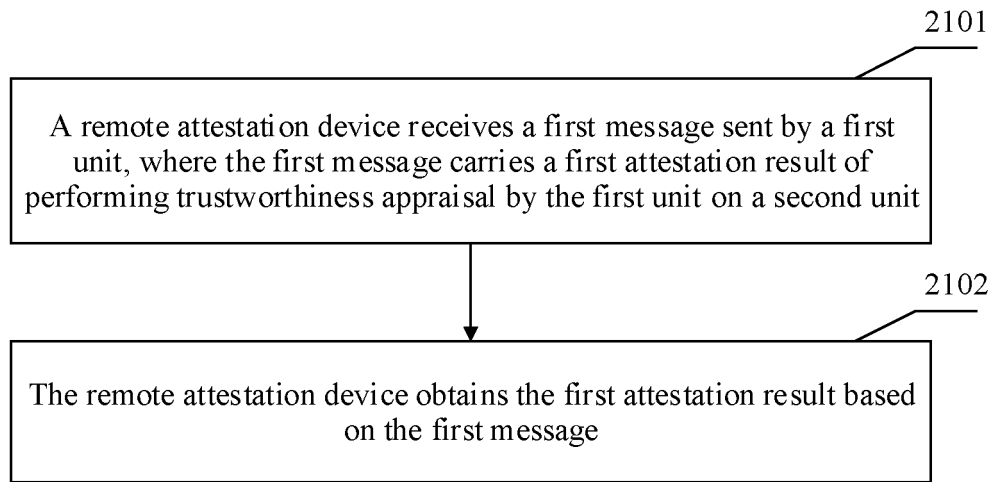 2101
A remote attestation device receives a first message sent by a first
unit, where the first message carries a first attestation result of
performing trustworthiness appraisal by the first unit on a second unit
2102
The remote attestation device obtains the first attestation result based
on the first message